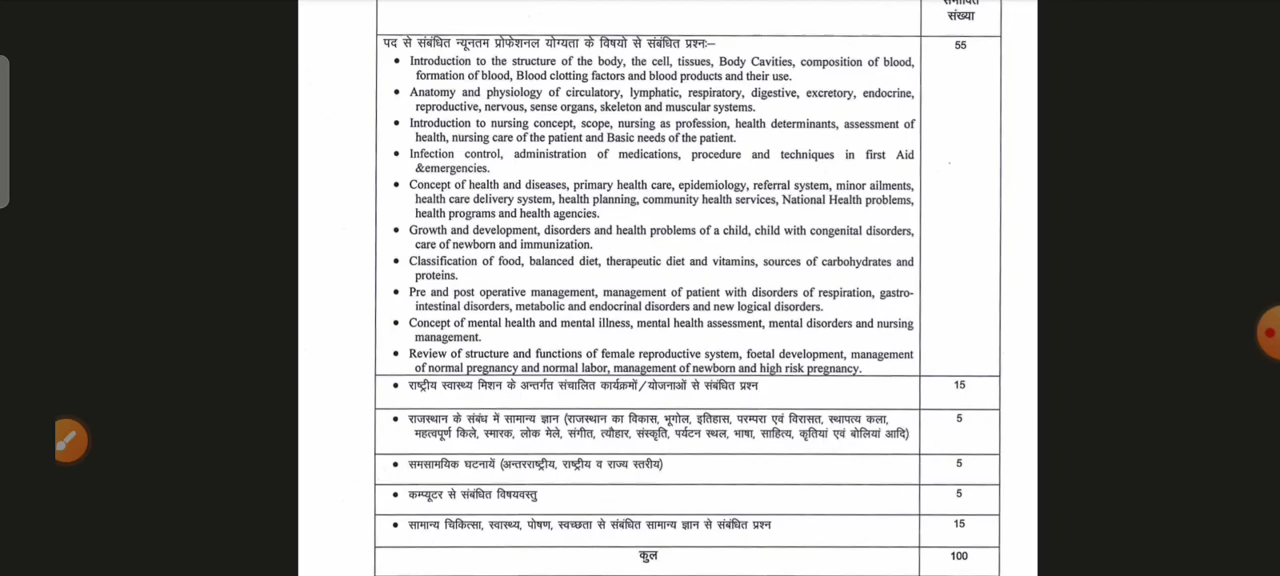 संख्या
पद से संबंधित न्यूनतम प्रोफेशनल योग्यता के विषयो से संबंधित प्रश्नः– 55
• Introduction to the structure of the body, the cell, tissues, Body Cavities, composition of blood,
formation of blood, Blood clotting factors and blood products and their use.
• Anatomy and physiology of circulatory, lymphatic, respiratory, digestive, excretory, endocrine,
reproductive, nervous, sense organs, skeleton and muscular systems.
• Introduction to nursing concept, scope, nursing as profession, health determinants, assessment of
health, nursing care of the patient and Basic needs of the patient.
• Infection control, administration of medications, procedure and techniques in first Aid
&emergencies.
• Concept of health and diseases, primary health care, epidemiology, referral system, minor ailments,
health care delivery system, health planning, community health services, National Health problems,
health programs and health agencies.
• Growth and development, disorders and health problems of a child, child with congenital disorders,
care of newborn and immunization.
• Classification of food, balanced diet, therapeutic diet and vitamins, sources of carbohydrates and
proteins.
• Pre and post operative management, management of patient with disorders of respiration, gastro-
intestinal disorders, metabolic and endocrinal disorders and new logical disorders.
• Concept of mental health and mental illness, mental health assessment, mental disorders and nursing
management.
• Review of structure and functions of female reproductive system, foetal development, management
of normal pregnancy and normal labor, management of newborn and high risk pregnancy.
• राष्ट्रीय स्वास्थ्य मिशन के अन्तर्गत संचालित कार्यक्रमों/योजनाओं से संबंधित प्रश्न 15
• राजस्थान के संबंध में सामान्य ज्ञान (राजस्थान का विकास, भूगोल, इतिहास, परम्परा एवं विरासत, स्थापत्य कला, 5
महत्वपूर्ण किले, स्मारक, लोक मेले, संगीत, त्यौहार, संस्कृति, पर्यटन स्थल, भाषा, साहित्य, कृतियां एवं बोलियां आदि)
• समसामयिक घटनायें (अन्तरराष्ट्रीय, राष्ट्रीय व राज्य स्तरीय) 5
• कम्प्यूटर से संबंधित विषयवस्तु 5
• सामान्य चिकित्सा, स्वास्थ्य, पोषण, स्वच्छता से संबंधित सामान्य ज्ञान से संबंधित प्रश्न 15
कुल 100